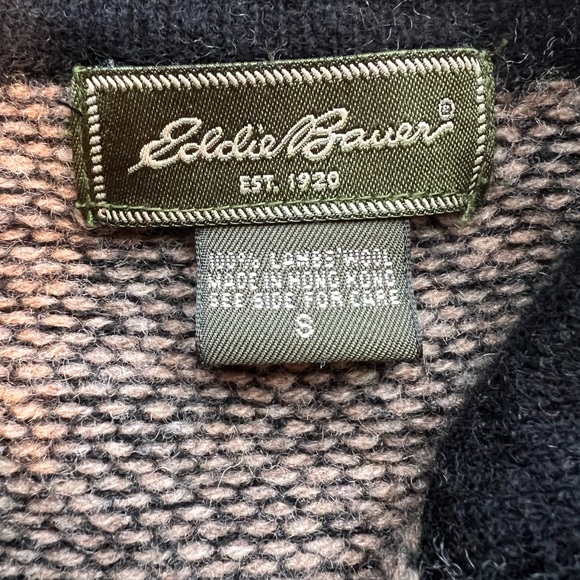 Eddie Bauer®
EST. 1920
100% LAMBS' WOOL
MADE IN HONG KONG
SEE SIDE FOR CARE
S